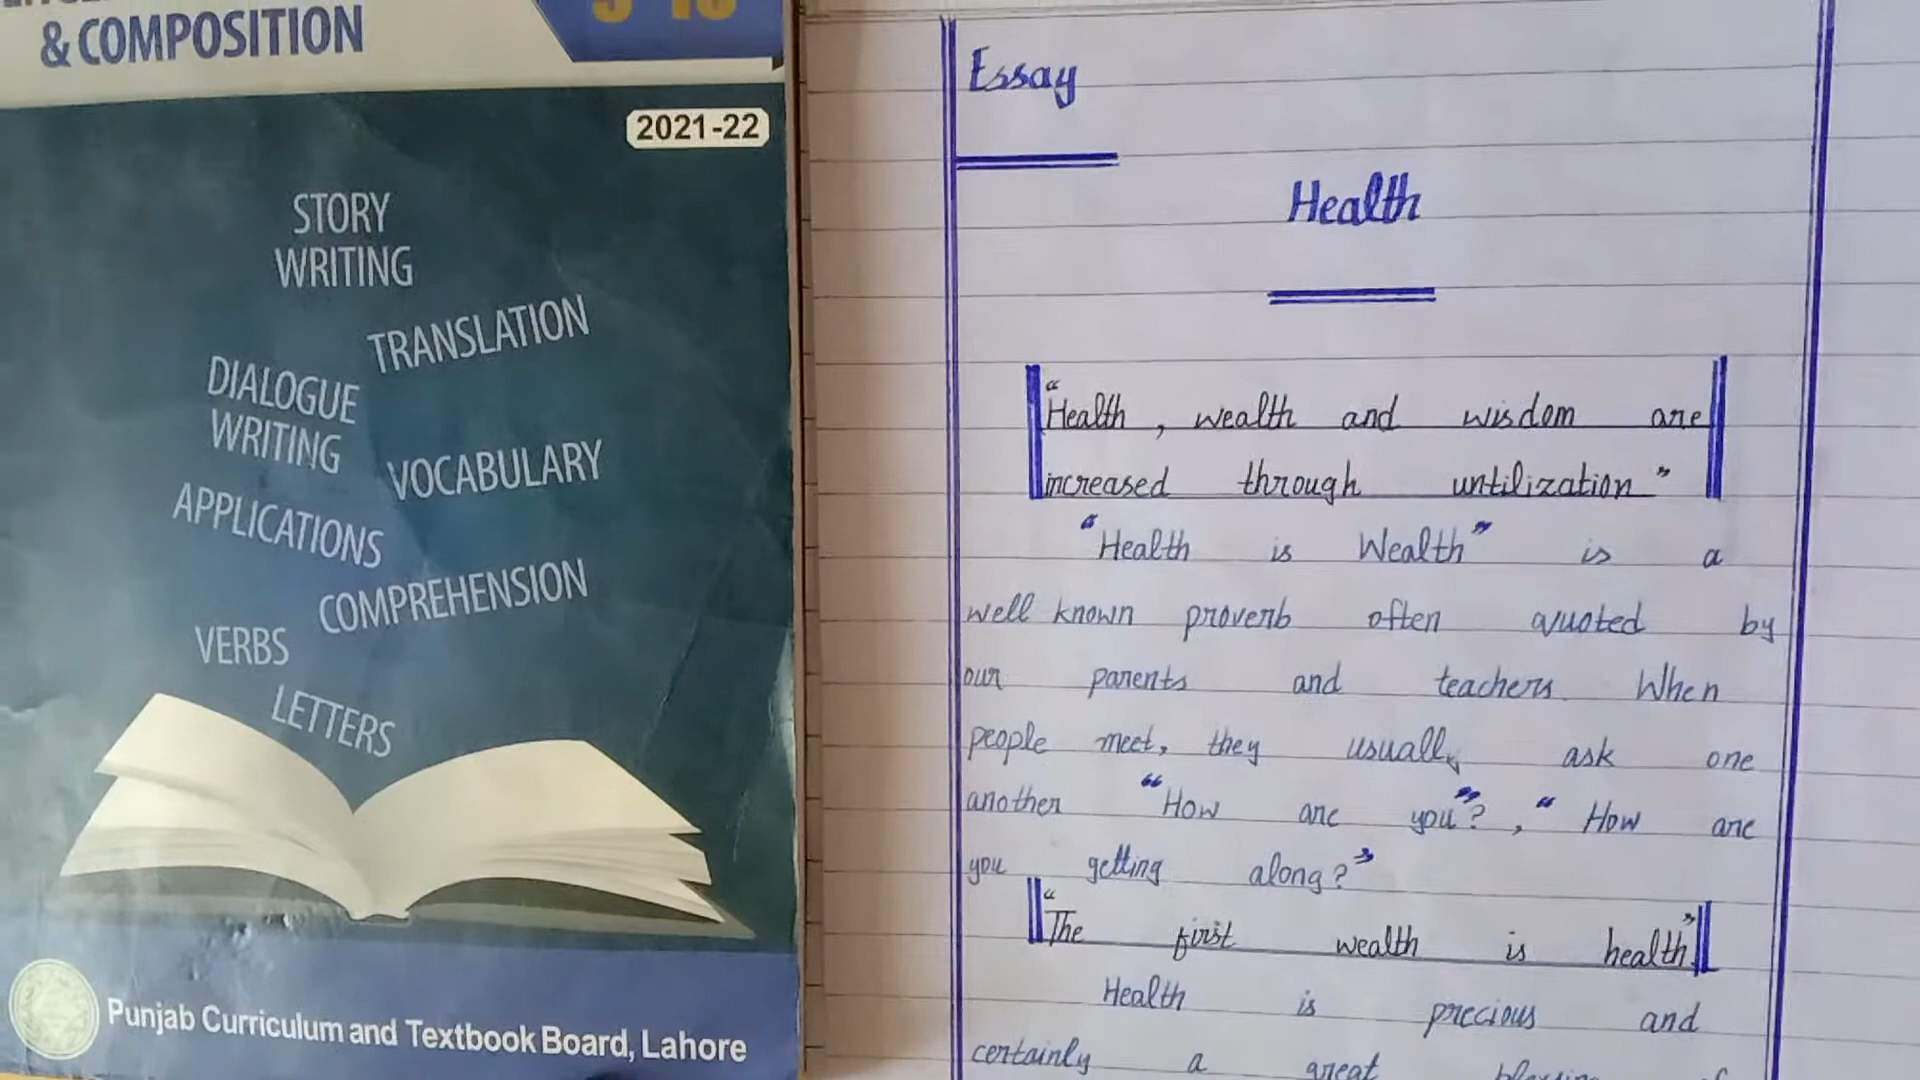 & COMPOSITION
2021-22
STORY
WRITING
TRANSLATION
DIALOGUE
WRITING
VOCABULARY
APPLICATIONS
COMPREHENSION
VERBS
LETTERS
Punjab Curriculum and Textbook Board, Lahore
Essay
Health
“Health , wealth and wisdom are
increased through untilization”
“Health is Wealth” is a
well known proverb often quoted by
our parents and teachers. When
people meet, they usually ask one
another “How are you”? , “How are
you getting along?”
“The first wealth is health”
Health is precious and
certainly a great